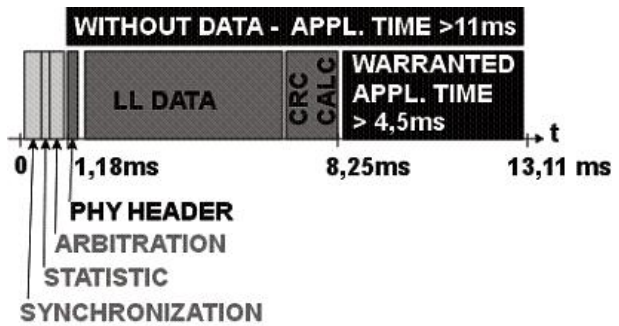 WITHOUT DATA - APPL. TIME >11ms
LL DATA
CRC
CALC
WARRANTED
APPL. TIME
> 4,5ms
t
0
1,18ms
8,25ms
13,11 ms
PHY HEADER
ARBITRATION
STATISTIC
SYNCHRONIZATION